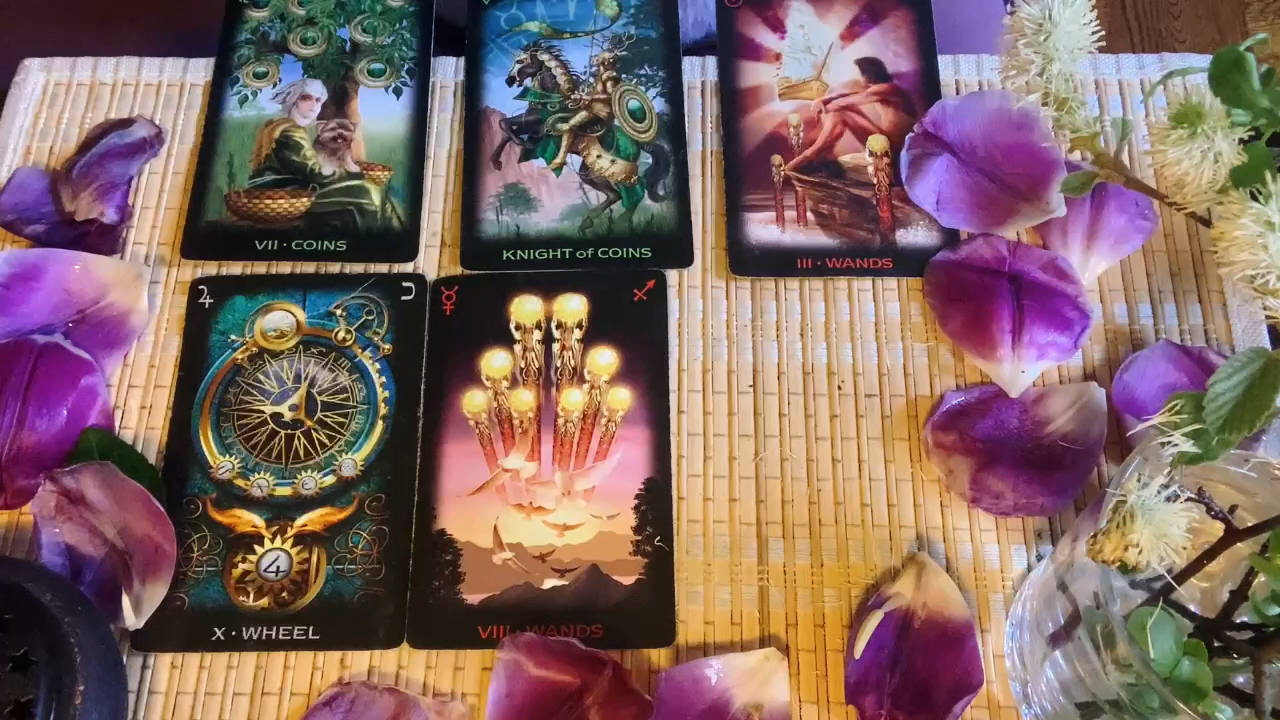 VII · COINS
KNIGHT of COINS
III · WANDS
X · WHEEL
VIII · WANDS